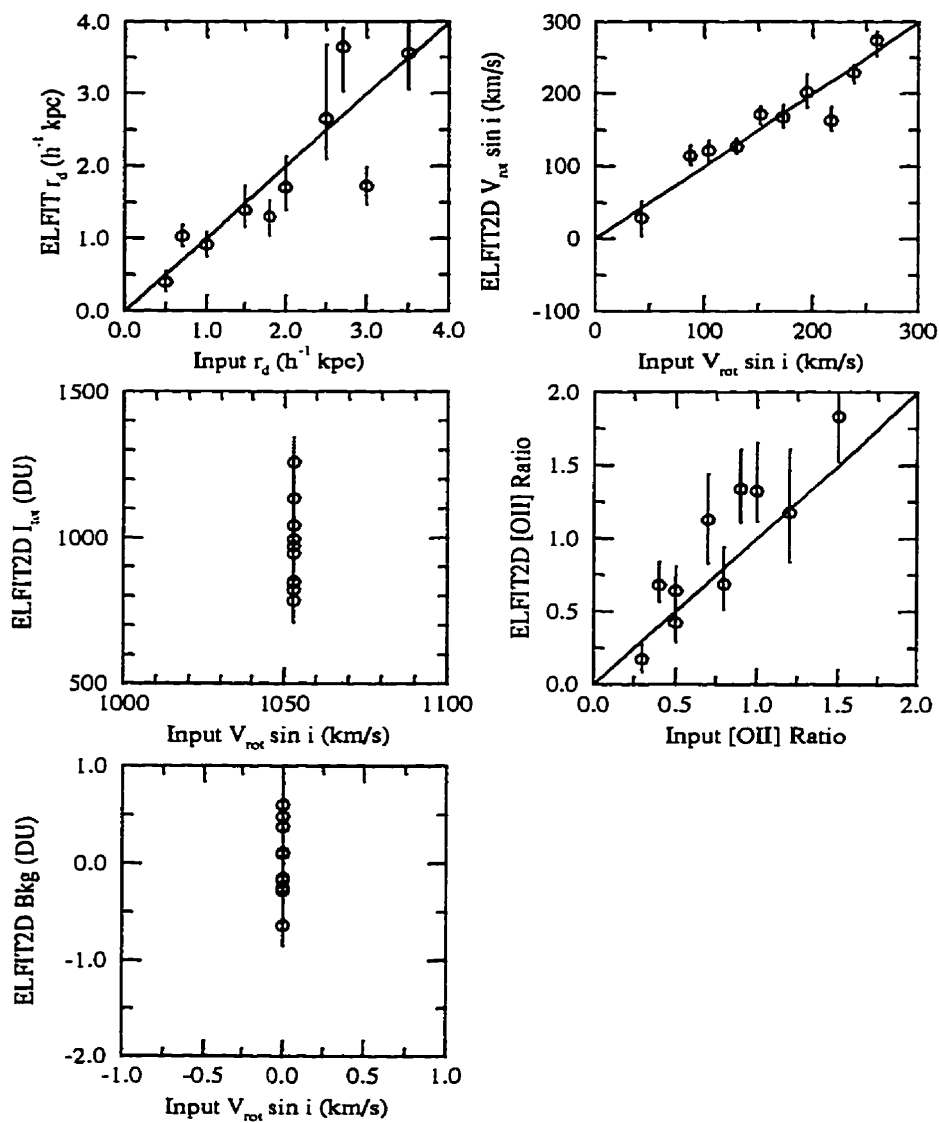 4.0
3.0
2.0
1.0
0.0
ELFIT r_d (h^-1 kpc)
0.0 1.0 2.0 3.0 4.0
Input r_d (h^-1 kpc)
300
200
100
0
-100
ELFIT2D V_rot sin i (km/s)
0 100 200 300
Input V_rot sin i (km/s)
1500
1000
500
ELFIT2D I_tot (DU)
1000 1050 1100
Input V_rot sin i (km/s)
2.0
1.5
1.0
0.5
0.0
ELFIT2D [OII] Ratio
0.0 0.5 1.0 1.5 2.0
Input [OII] Ratio
1.0
0.0
-1.0
-2.0
ELFIT2D Bkg (DU)
-1.0 -0.5 0.0 0.5 1.0
Input V_rot sin i (km/s)